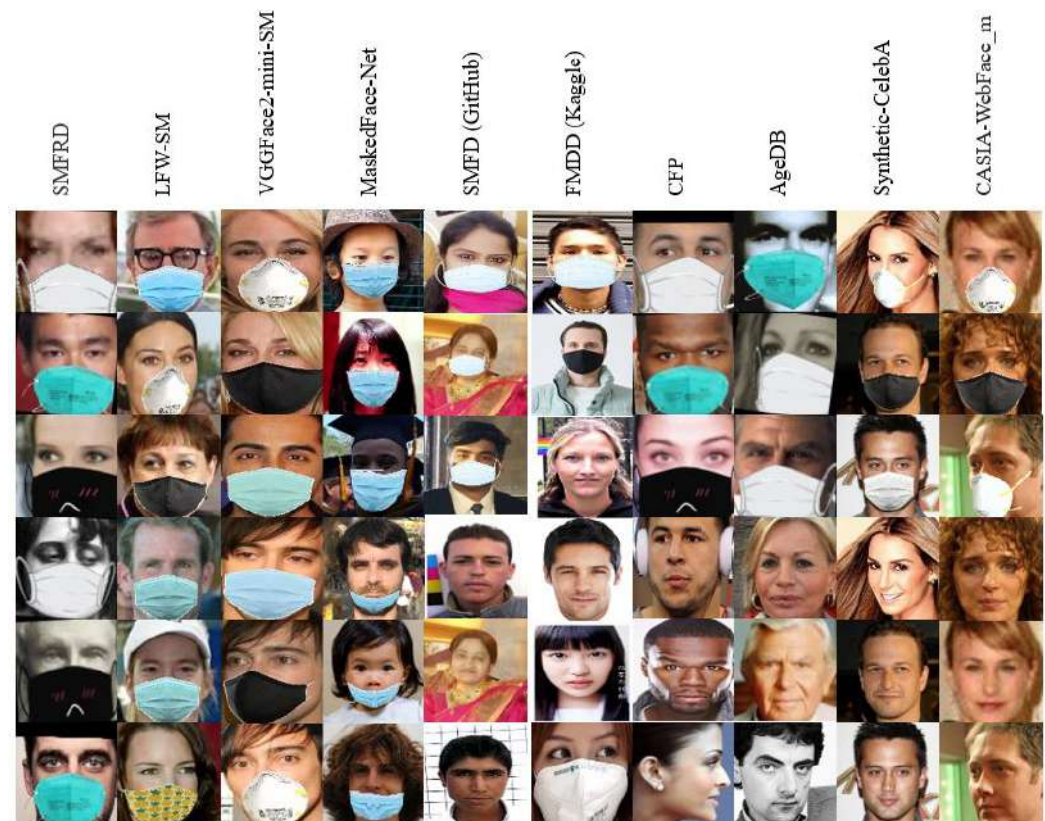 SMFRD
LFW-SM
VGGFace2-mini-SM
MaskedFace-Net
SMFD (GitHub)
FMDD (Kaggle)
CFP
AgeDB
Synthetic-CelebA
CASIA-WebFace_m